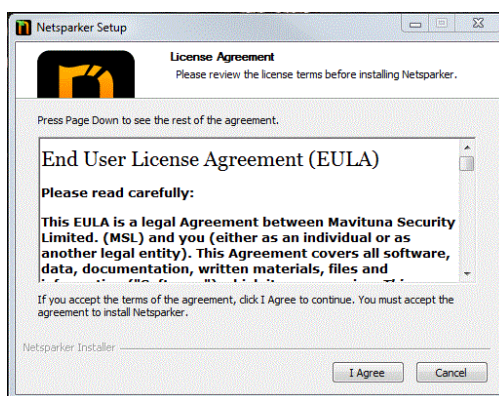 Netsparker Setup
License Agreement
Please review the license terms before installing Netsparker.
Press Page Down to see the rest of the agreement.
End User License Agreement (EULA)
Please read carefully:
This EULA is a legal Agreement between Mavituna Security
Limited. (MSL) and you (either as an individual or as
another legal entity). This Agreement covers all software,
data, documentation, written materials, files and
If you accept the terms of the agreement, click I Agree to continue. You must accept the
agreement to install Netsparker.
Netsparker Installer
I Agree
Cancel